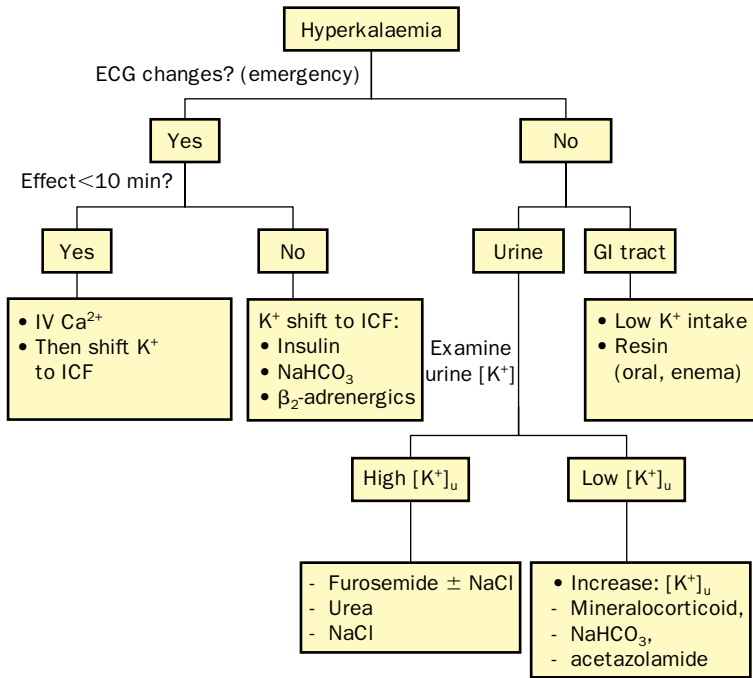 Hyperkalaemia
ECG changes? (emergency)
Yes
No
Effect<10 min?
Yes
No
Urine
GI tract
• IV Ca²⁺
• Then shift K⁺
to ICF
K⁺ shift to ICF:
• Insulin
• NaHCO₃
• β₂-adrenergics
Examine
urine [K⁺]
• Low K⁺ intake
• Resin
(oral, enema)
High [K⁺]ᵤ
Low [K⁺]ᵤ
- Furosemide ± NaCl
- Urea
- NaCl
• Increase: [K⁺]ᵤ
- Mineralocorticoid,
- NaHCO₃,
- acetazolamide